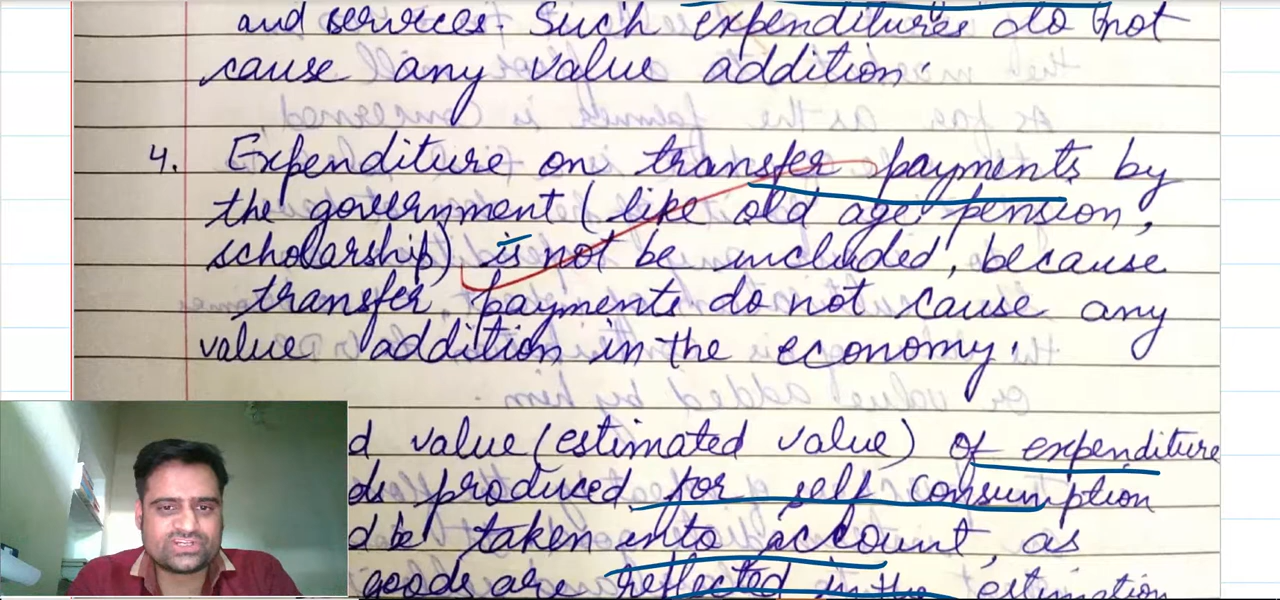 and services. Such expenditures do not
cause any value addition.
4. Expenditure on transfer payments by
the government (like old age pension,
scholarship) is not be included, because
transfer payments do not cause any
value addition in the economy.
d value (estimated value) of expenditure
ds produced for self consumption
d be taken into account, as
goods are reflected in the estimation